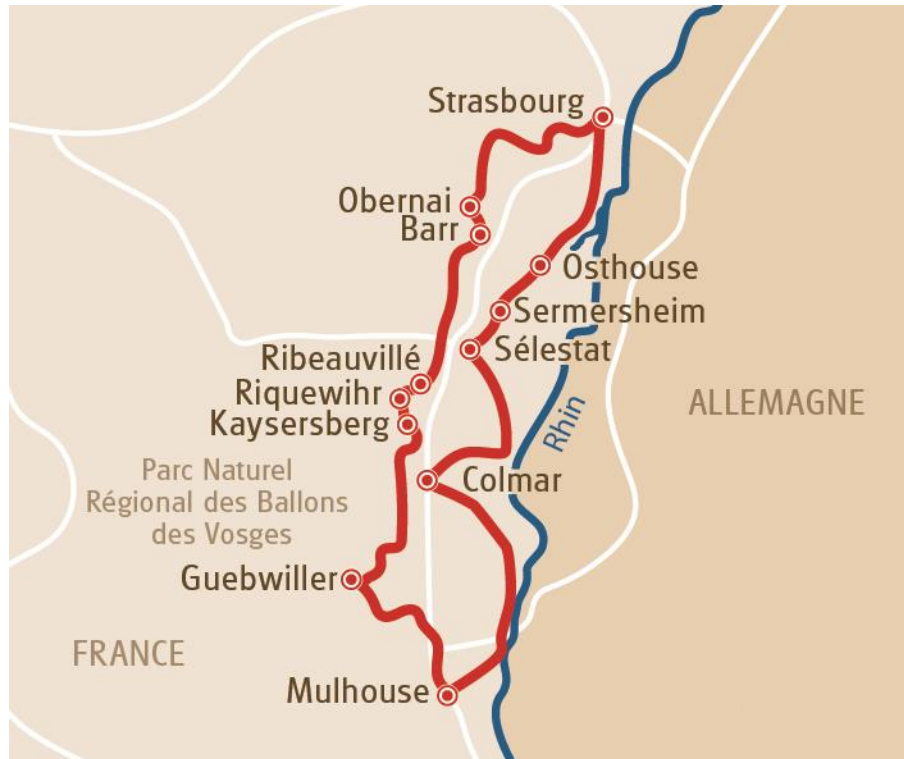 Strasbourg
Obernai
Barr
Osthouse
Sermersheim
Sélestat
Ribeauvillé
Riquewihr
Kaysersberg
ALLEMAGNE
Rhin
Parc Naturel
Régional des Ballons
des Vosges
Colmar
Guebwiller
FRANCE
Mulhouse